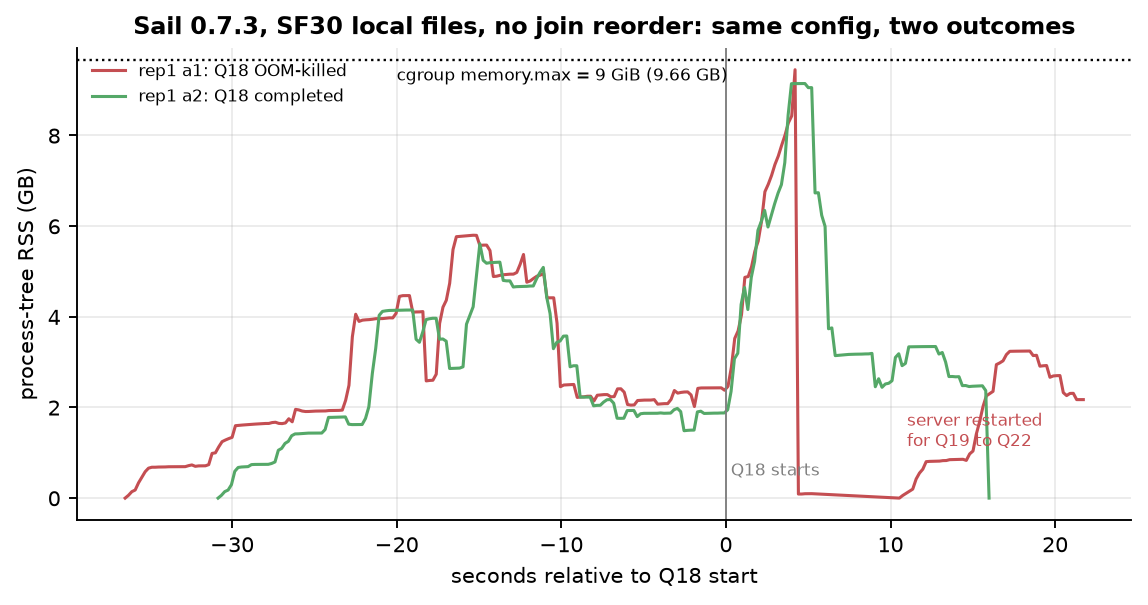 Sail 0.7.3, SF30 local files, no join reorder: same config, two outcomes
rep1 a1: Q18 OOM-killed
rep1 a2: Q18 completed
cgroup memory.max = 9 GiB (9.66 GB)
process-tree RSS (GB)
8
6
4
2
0
server restarted
for Q19 to Q22
Q18 starts
−30
−20
−10
0
10
20
seconds relative to Q18 start